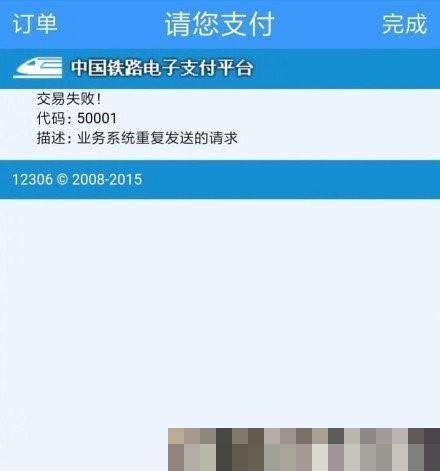 订单 请您支付 完成
中国铁路电子支付平台
交易失败！
代码：50001
描述：业务系统重复发送的请求
12306 © 2008-2015